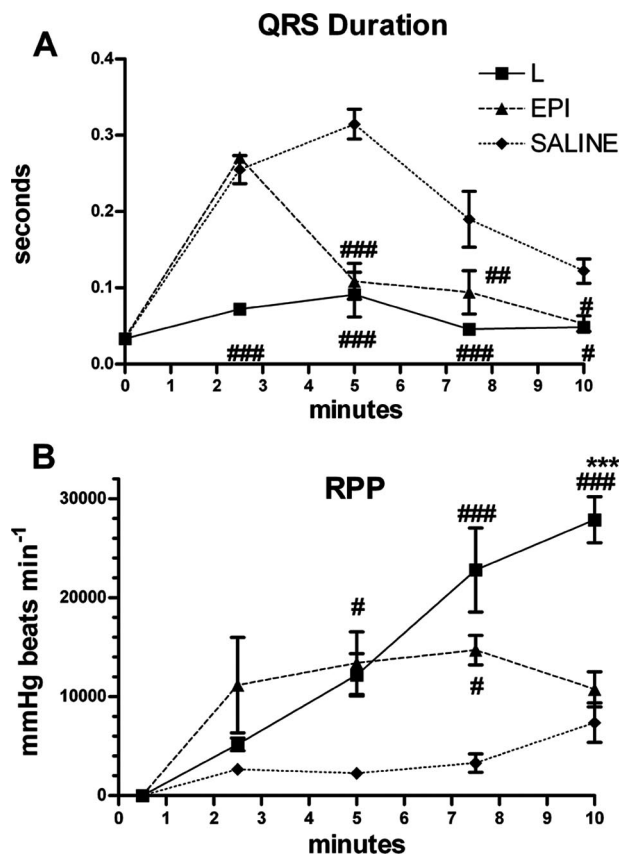 QRS Duration
A
L
EPI
SALINE
seconds
0.4
0.3
0.2
0.1
0.0
###
##
#
###
###
###
#
0 1 2 3 4 5 6 7 8 9 10
minutes
B
RPP
mmHg beats min-1
30000
20000
10000
0
***
###
###
#
#
0 1 2 3 4 5 6 7 8 9 10
minutes